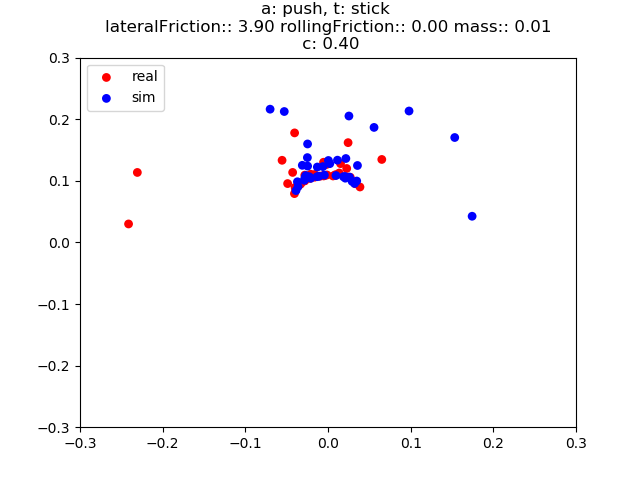 a: push, t: stick
lateralFriction:: 3.90 rollingFriction:: 0.00 mass:: 0.01
c: 0.40
real
sim
0.3
0.2
0.1
0.0
−0.1
−0.2
−0.3
−0.3
−0.2
−0.1
0.0
0.1
0.2
0.3